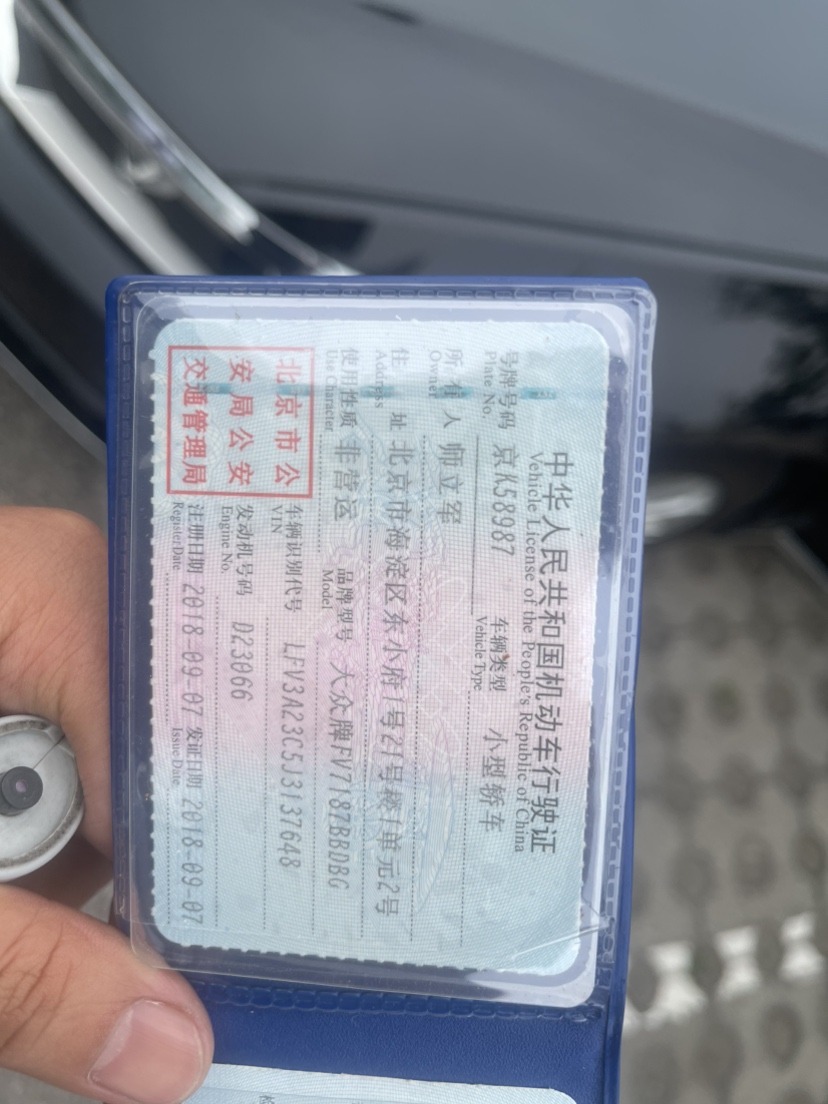 中华人民共和国机动车行驶证
Vehicle License of the People's Republic of China
号牌号码 京K58987 车辆类型 小型轿车
Plate No. Vehicle Type
所有人 师立军
Owner
住址 北京市海淀区东小府1号21号楼1单元2号
Address
使用性质 非营运 品牌型号 大众牌FV7187BBDBG
Use Character Model
北京市公
安局公安
交通管理局
车辆识别代号 LFV3A23C5J3137648
VIN
发动机号码 D23066
Engine No.
注册日期 2018-09-07 发证日期 2018-09-07
Register Date Issue Date